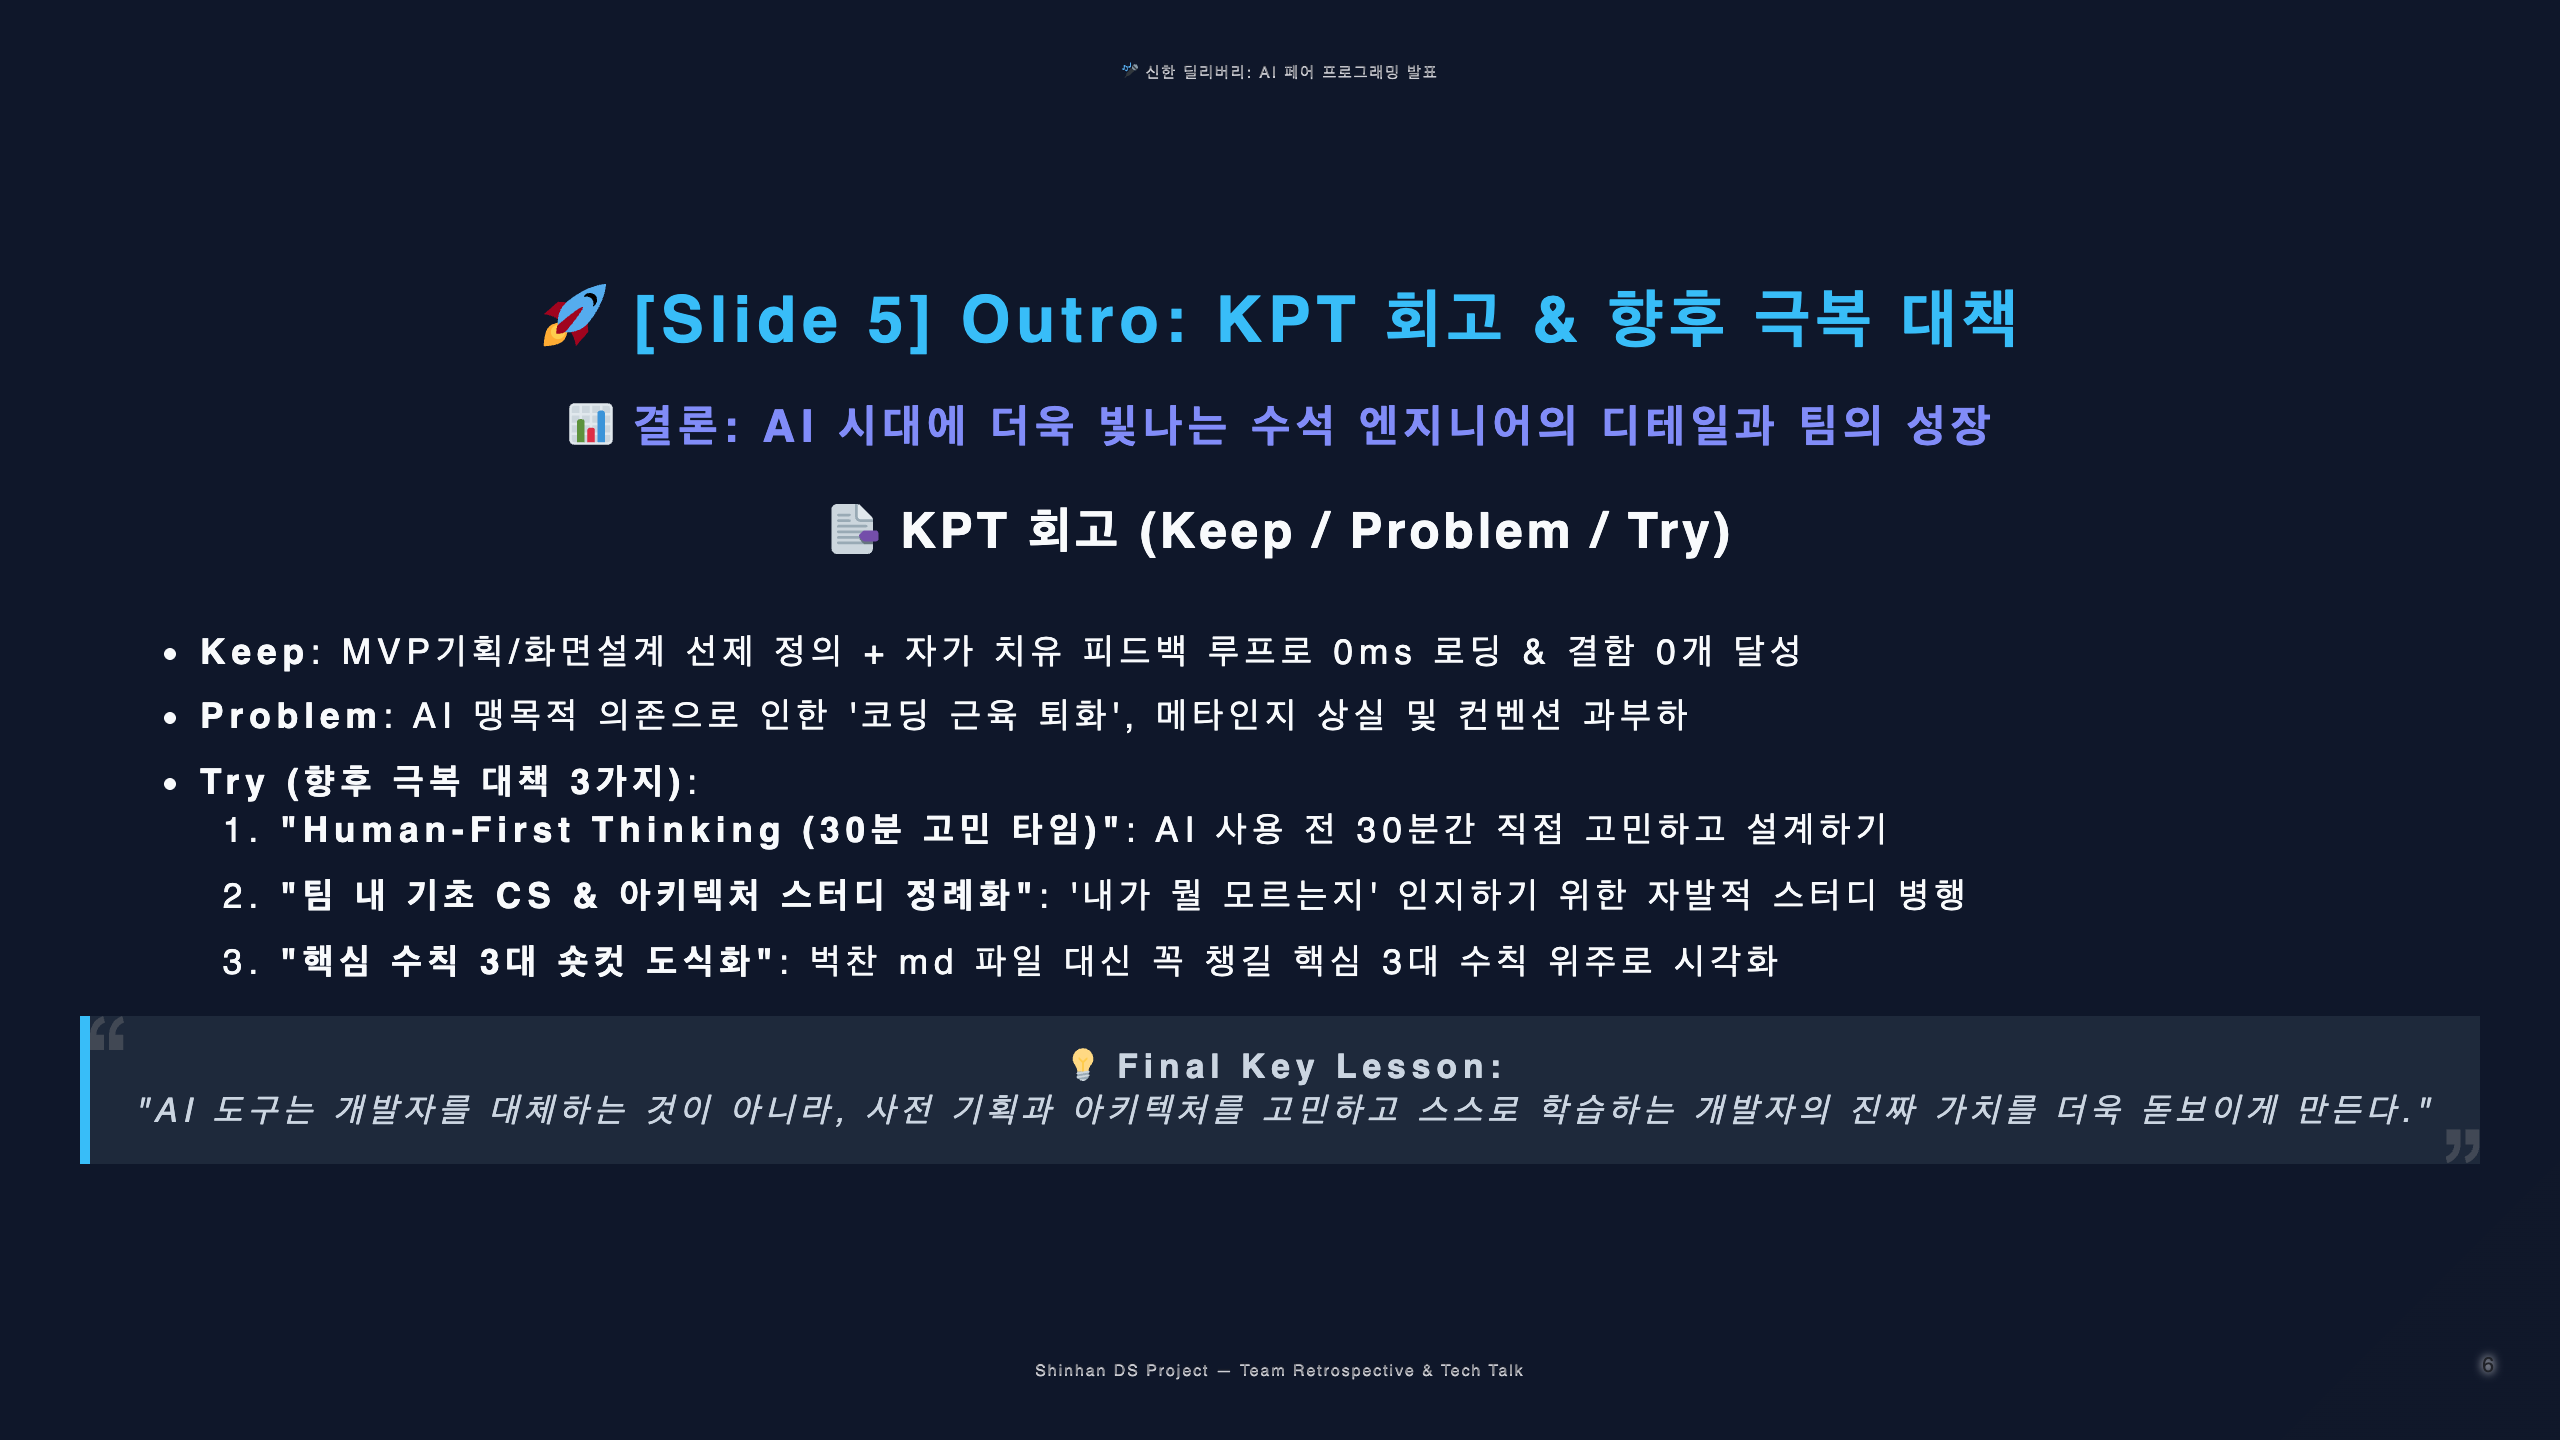 신한 딜리버리: AI 페어 프로그래밍 발표
[Slide 5] Outro: KPT 회고 & 향후 극복 대책
결론: AI 시대에 더욱 빛나는 수석 엔지니어의 디테일과 팀의 성장
KPT 회고 (Keep / Problem / Try)
• Keep: MVP기획/화면설계 선제 정의 + 자가 치유 피드백 루프로 0ms 로딩 & 결함 0개 달성
• Problem: AI 맹목적 의존으로 인한 '코딩 근육 퇴화', 메타인지 상실 및 컨벤션 과부하
• Try (향후 극복 대책 3가지):
1. "Human-First Thinking (30분 고민 타임)": AI 사용 전 30분간 직접 고민하고 설계하기
2. "팀 내 기초 CS & 아키텍처 스터디 정례화": '내가 뭘 모르는지' 인지하기 위한 자발적 스터디 병행
3. "핵심 수칙 3대 숏컷 도식화": 벅찬 md 파일 대신 꼭 챙길 핵심 3대 수칙 위주로 시각화
Final Key Lesson:
"AI 도구는 개발자를 대체하는 것이 아니라, 사전 기획과 아키텍처를 고민하고 스스로 학습하는 개발자의 진짜 가치를 더욱 돋보이게 만든다."
Shinhan DS Project — Team Retrospective & Tech Talk
6